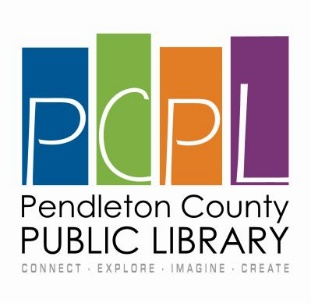 PCPL
Pendleton County
PUBLIC LIBRARY
CONNECT · EXPLORE · IMAGINE · CREATE